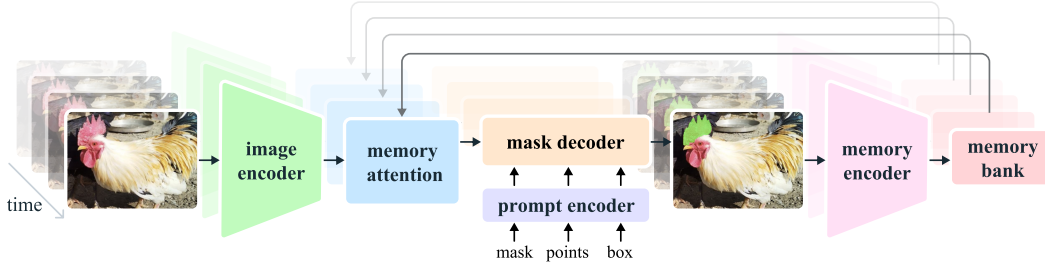 time
image
encoder
memory
attention
mask decoder
prompt encoder
mask points box
memory
encoder
memory
bank